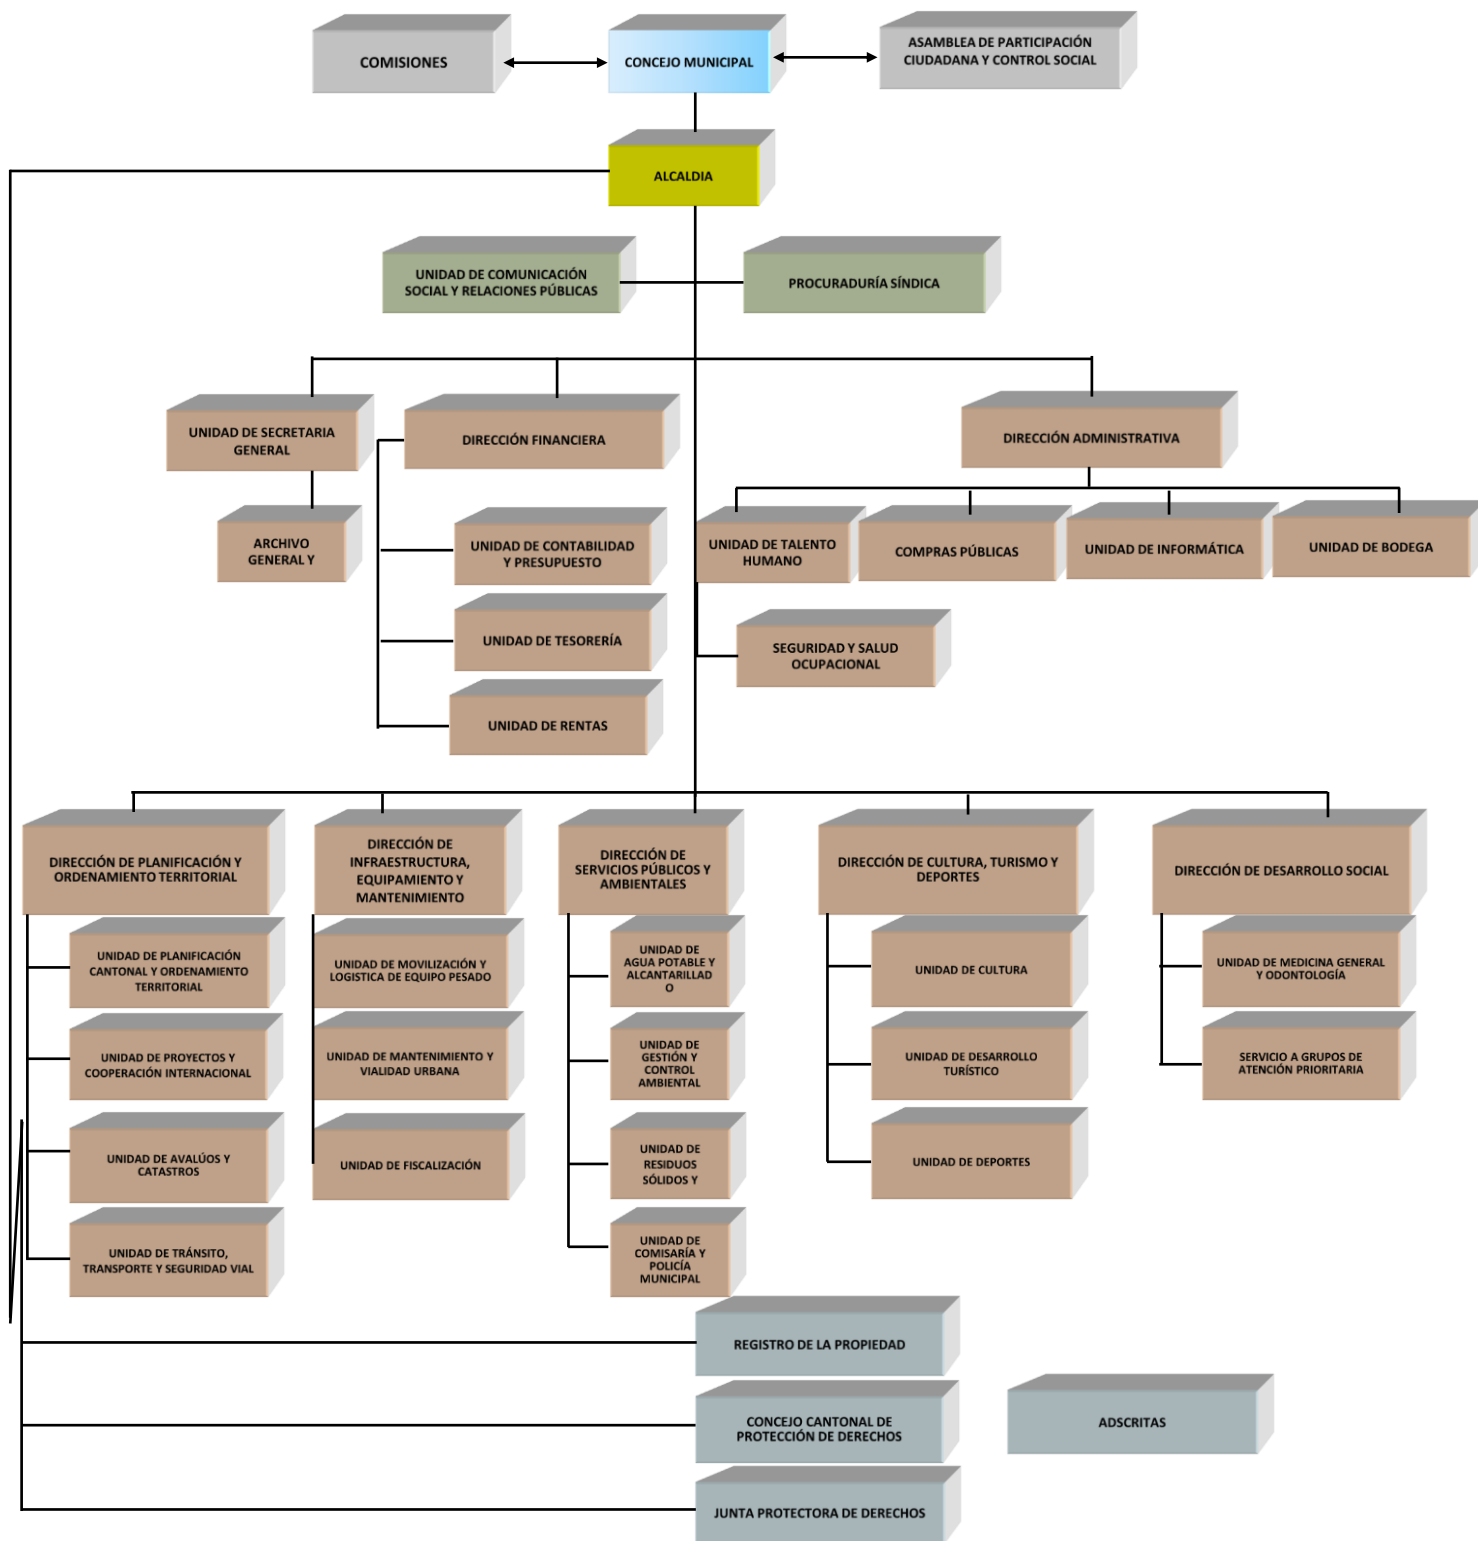 COMISIONES
CONCEJO MUNICIPAL
ASAMBLEA DE PARTICIPACIÓN
CIUDADANA Y CONTROL SOCIAL
ALCALDIA
UNIDAD DE COMUNICACIÓN
SOCIAL Y RELACIONES PÚBLICAS
PROCURADURÍA SÍNDICA
UNIDAD DE SECRETARIA
GENERAL
DIRECCIÓN FINANCIERA
DIRECCIÓN ADMINISTRATIVA
ARCHIVO
GENERAL Y
UNIDAD DE CONTABILIDAD
Y PRESUPUESTO
UNIDAD DE TALENTO
HUMANO
COMPRAS PÚBLICAS
UNIDAD DE INFORMÁTICA
UNIDAD DE BODEGA
UNIDAD DE TESORERÍA
SEGURIDAD Y SALUD
OCUPACIONAL
UNIDAD DE RENTAS
DIRECCIÓN DE PLANIFICACIÓN Y
ORDENAMIENTO TERRITORIAL
DIRECCIÓN DE
INFRAESTRUCTURA,
EQUIPAMIENTO Y
MANTENIMIENTO
DIRECCIÓN DE
SERVICIOS PÚBLICOS Y
AMBIENTALES
DIRECCIÓN DE CULTURA, TURISMO Y
DEPORTES
DIRECCIÓN DE DESARROLLO SOCIAL
UNIDAD DE PLANIFICACIÓN
CANTONAL Y ORDENAMIENTO
TERRITORIAL
UNIDAD DE MOVILIZACIÓN Y
LOGISTICA DE EQUIPO PESADO
UNIDAD DE
AGUA POTABLE Y
ALCANTARILLAD
O
UNIDAD DE CULTURA
UNIDAD DE MEDICINA GENERAL
Y ODONTOLOGÍA
UNIDAD DE PROYECTOS Y
COOPERACIÓN INTERNACIONAL
UNIDAD DE MANTENIMIENTO Y
VIALIDAD URBANA
UNIDAD DE
GESTIÓN Y
CONTROL
AMBIENTAL
UNIDAD DE DESARROLLO
TURÍSTICO
SERVICIO A GRUPOS DE
ATENCIÓN PRIORITARIA
UNIDAD DE AVALÚOS Y
CATASTROS
UNIDAD DE FISCALIZACIÓN
UNIDAD DE
RESIDUOS
SÓLIDOS Y
UNIDAD DE DEPORTES
UNIDAD DE TRÁNSITO,
TRANSPORTE Y SEGURIDAD VIAL
UNIDAD DE
COMISARÍA Y
POLICÍA
MUNICIPAL
REGISTRO DE LA PROPIEDAD
CONCEJO CANTONAL DE
PROTECCIÓN DE DERECHOS
ADSCRITAS
JUNTA PROTECTORA DE DERECHOS